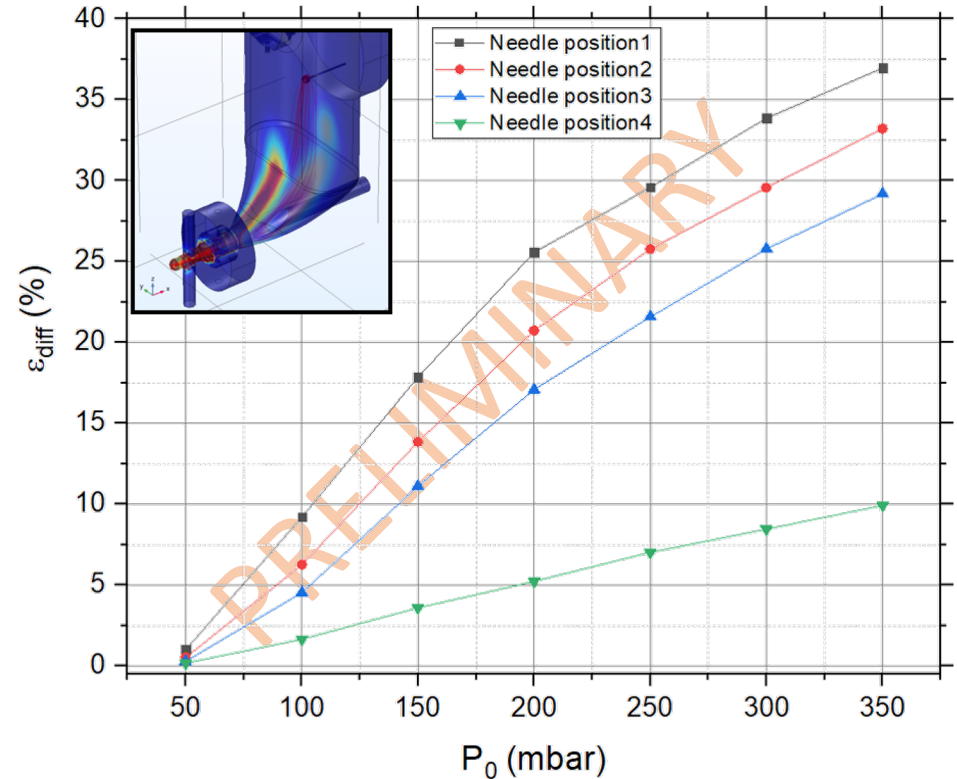 40
35
30
25
20
15
10
5
0
ε_diff (%)
Needle position1
Needle position2
Needle position3
Needle position4
PRELIMINARY
z
y
x
50 100 150 200 250 300 350
P₀ (mbar)